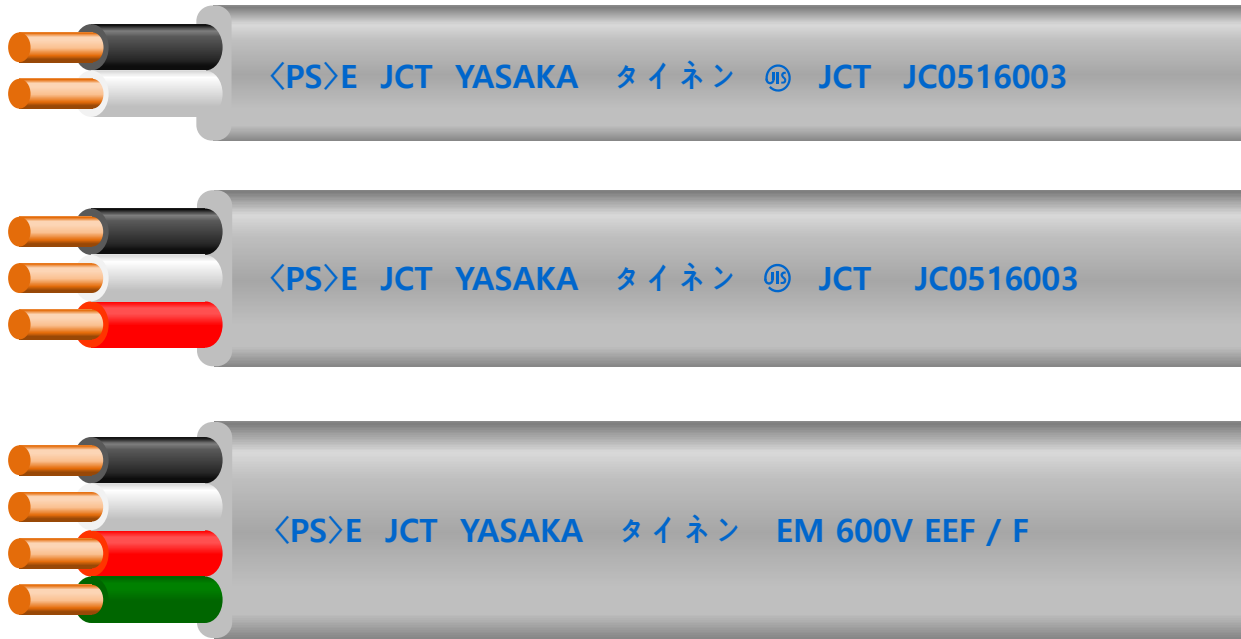 〈PS〉E JCT YASAKA タイネン JIS JCT JC0516003
〈PS〉E JCT YASAKA タイネン JIS JCT JC0516003
〈PS〉E JCT YASAKA タイネン EM 600V EEF / F